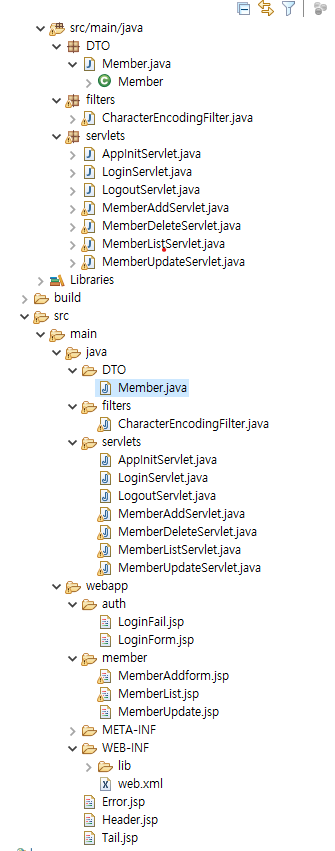 src/main/java
DTO
Member.java
Member
filters
CharacterEncodingFilter.java
servlets
AppInitServlet.java
LoginServlet.java
LogoutServlet.java
MemberAddServlet.java
MemberDeleteServlet.java
MemberListServlet.java
MemberUpdateServlet.java
Libraries
build
src
main
java
DTO
Member.java
filters
CharacterEncodingFilter.java
servlets
AppInitServlet.java
LoginServlet.java
LogoutServlet.java
MemberAddServlet.java
MemberDeleteServlet.java
MemberListServlet.java
MemberUpdateServlet.java
webapp
auth
LoginFail.jsp
LoginForm.jsp
member
MemberAddform.jsp
MemberList.jsp
MemberUpdate.jsp
META-INF
WEB-INF
lib
web.xml
Error.jsp
Header.jsp
Tail.jsp